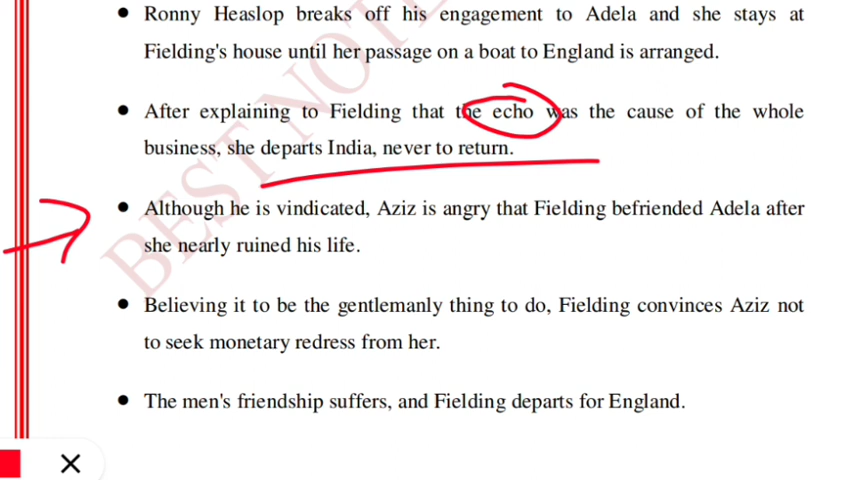 Ronny Heaslop breaks off his engagement to Adela and she stays at
Fielding's house until her passage on a boat to England is arranged.
After explaining to Fielding that the echo was the cause of the whole
business, she departs India, never to return.
Although he is vindicated, Aziz is angry that Fielding befriended Adela after
she nearly ruined his life.
Believing it to be the gentlemanly thing to do, Fielding convinces Aziz not
to seek monetary redress from her.
The men's friendship suffers, and Fielding departs for England.
BEST NOTE